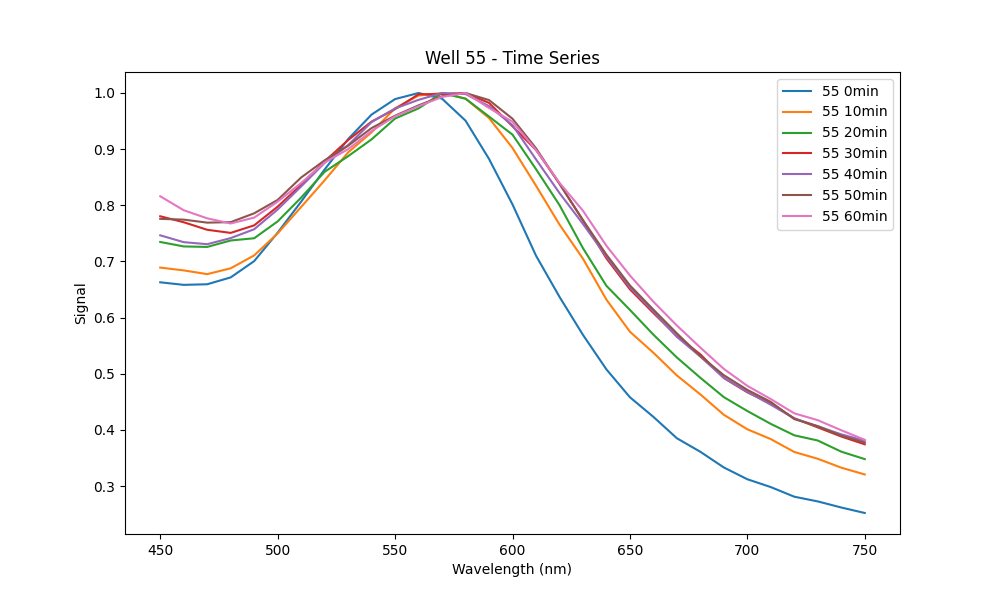 Well 55 - Time Series
1.0
0.9
0.8
0.7
0.6
0.5
0.4
0.3
Signal
450 500 550 600 650 700 750
Wavelength (nm)
55 0min
55 10min
55 20min
55 30min
55 40min
55 50min
55 60min